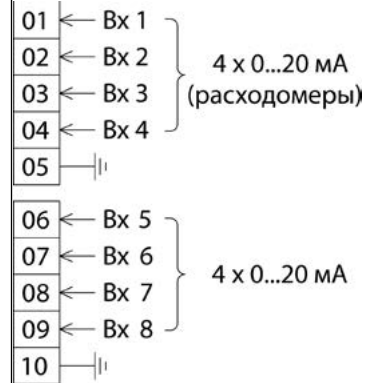 01 Вх 1
02 Вх 2
4 x 0...20 мА
03 Вх 3
(расходомеры)
04 Вх 4
05
06 Вх 5
07 Вх 6
4 x 0...20 мА
08 Вх 7
09 Вх 8
10